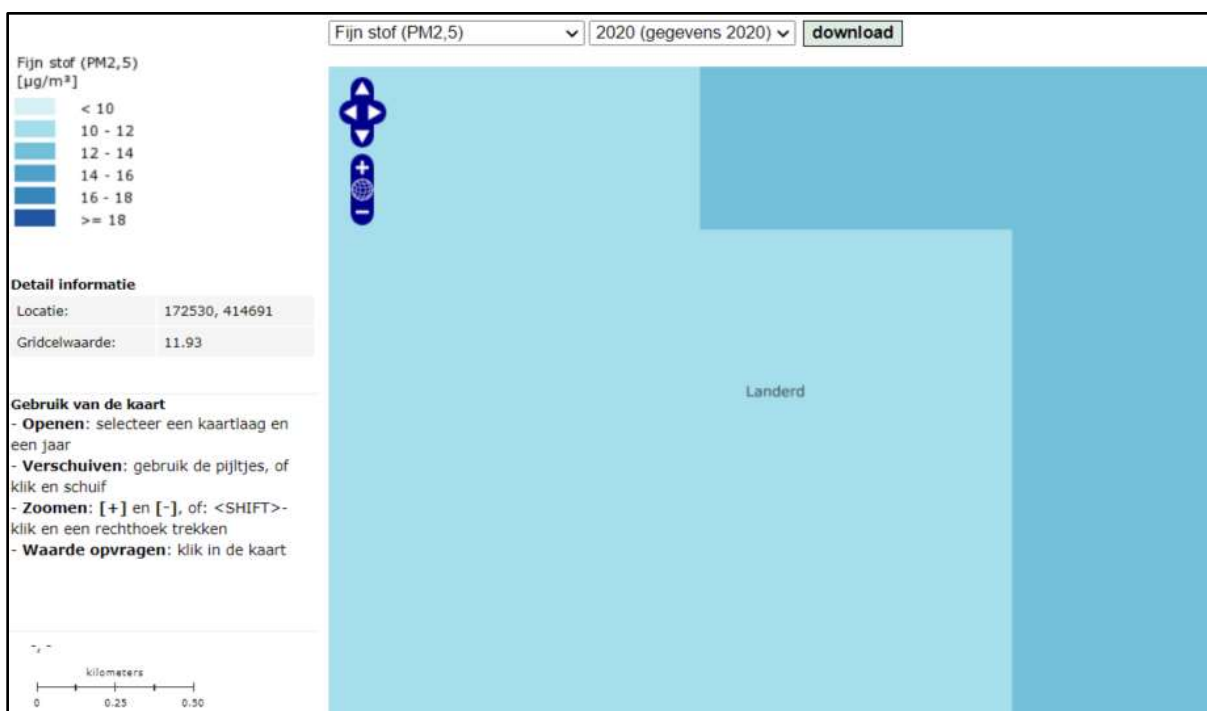 Fijn stof (PM2,5) 2020 (gegevens 2020) download
Fijn stof (PM2,5)
[µg/m³]
< 10
10 - 12
12 - 14
14 - 16
16 - 18
>= 18
Detail informatie
Locatie: 172530, 414691
Gridcelwaarde: 11.93
Gebruik van de kaart
- Openen: selecteer een kaartlaag en
een jaar
- Verschuiven: gebruik de pijltjes, of
klik en schuif
- Zoomen: [+] en [-], of: <SHIFT>-
klik en een rechthoek trekken
- Waarde opvragen: klik in de kaart
Landerd
-, -
kilometers
0 0.25 0.50